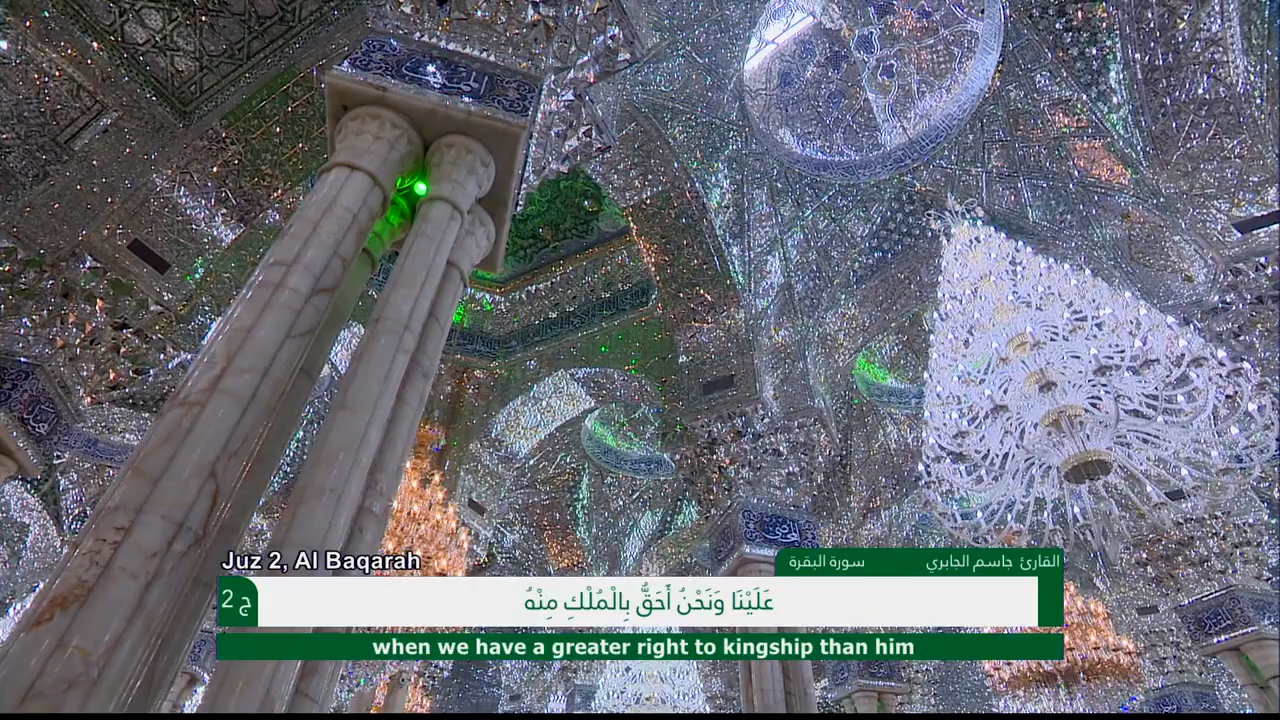 Juz 2, Al Baqarah
القارئ جاسم الجابري
سورة البقرة
ج 2
عَلَيْنَا وَنَحْنُ أَحَقُّ بِالْمُلْكِ مِنْهُ
when we have a greater right to kingship than him